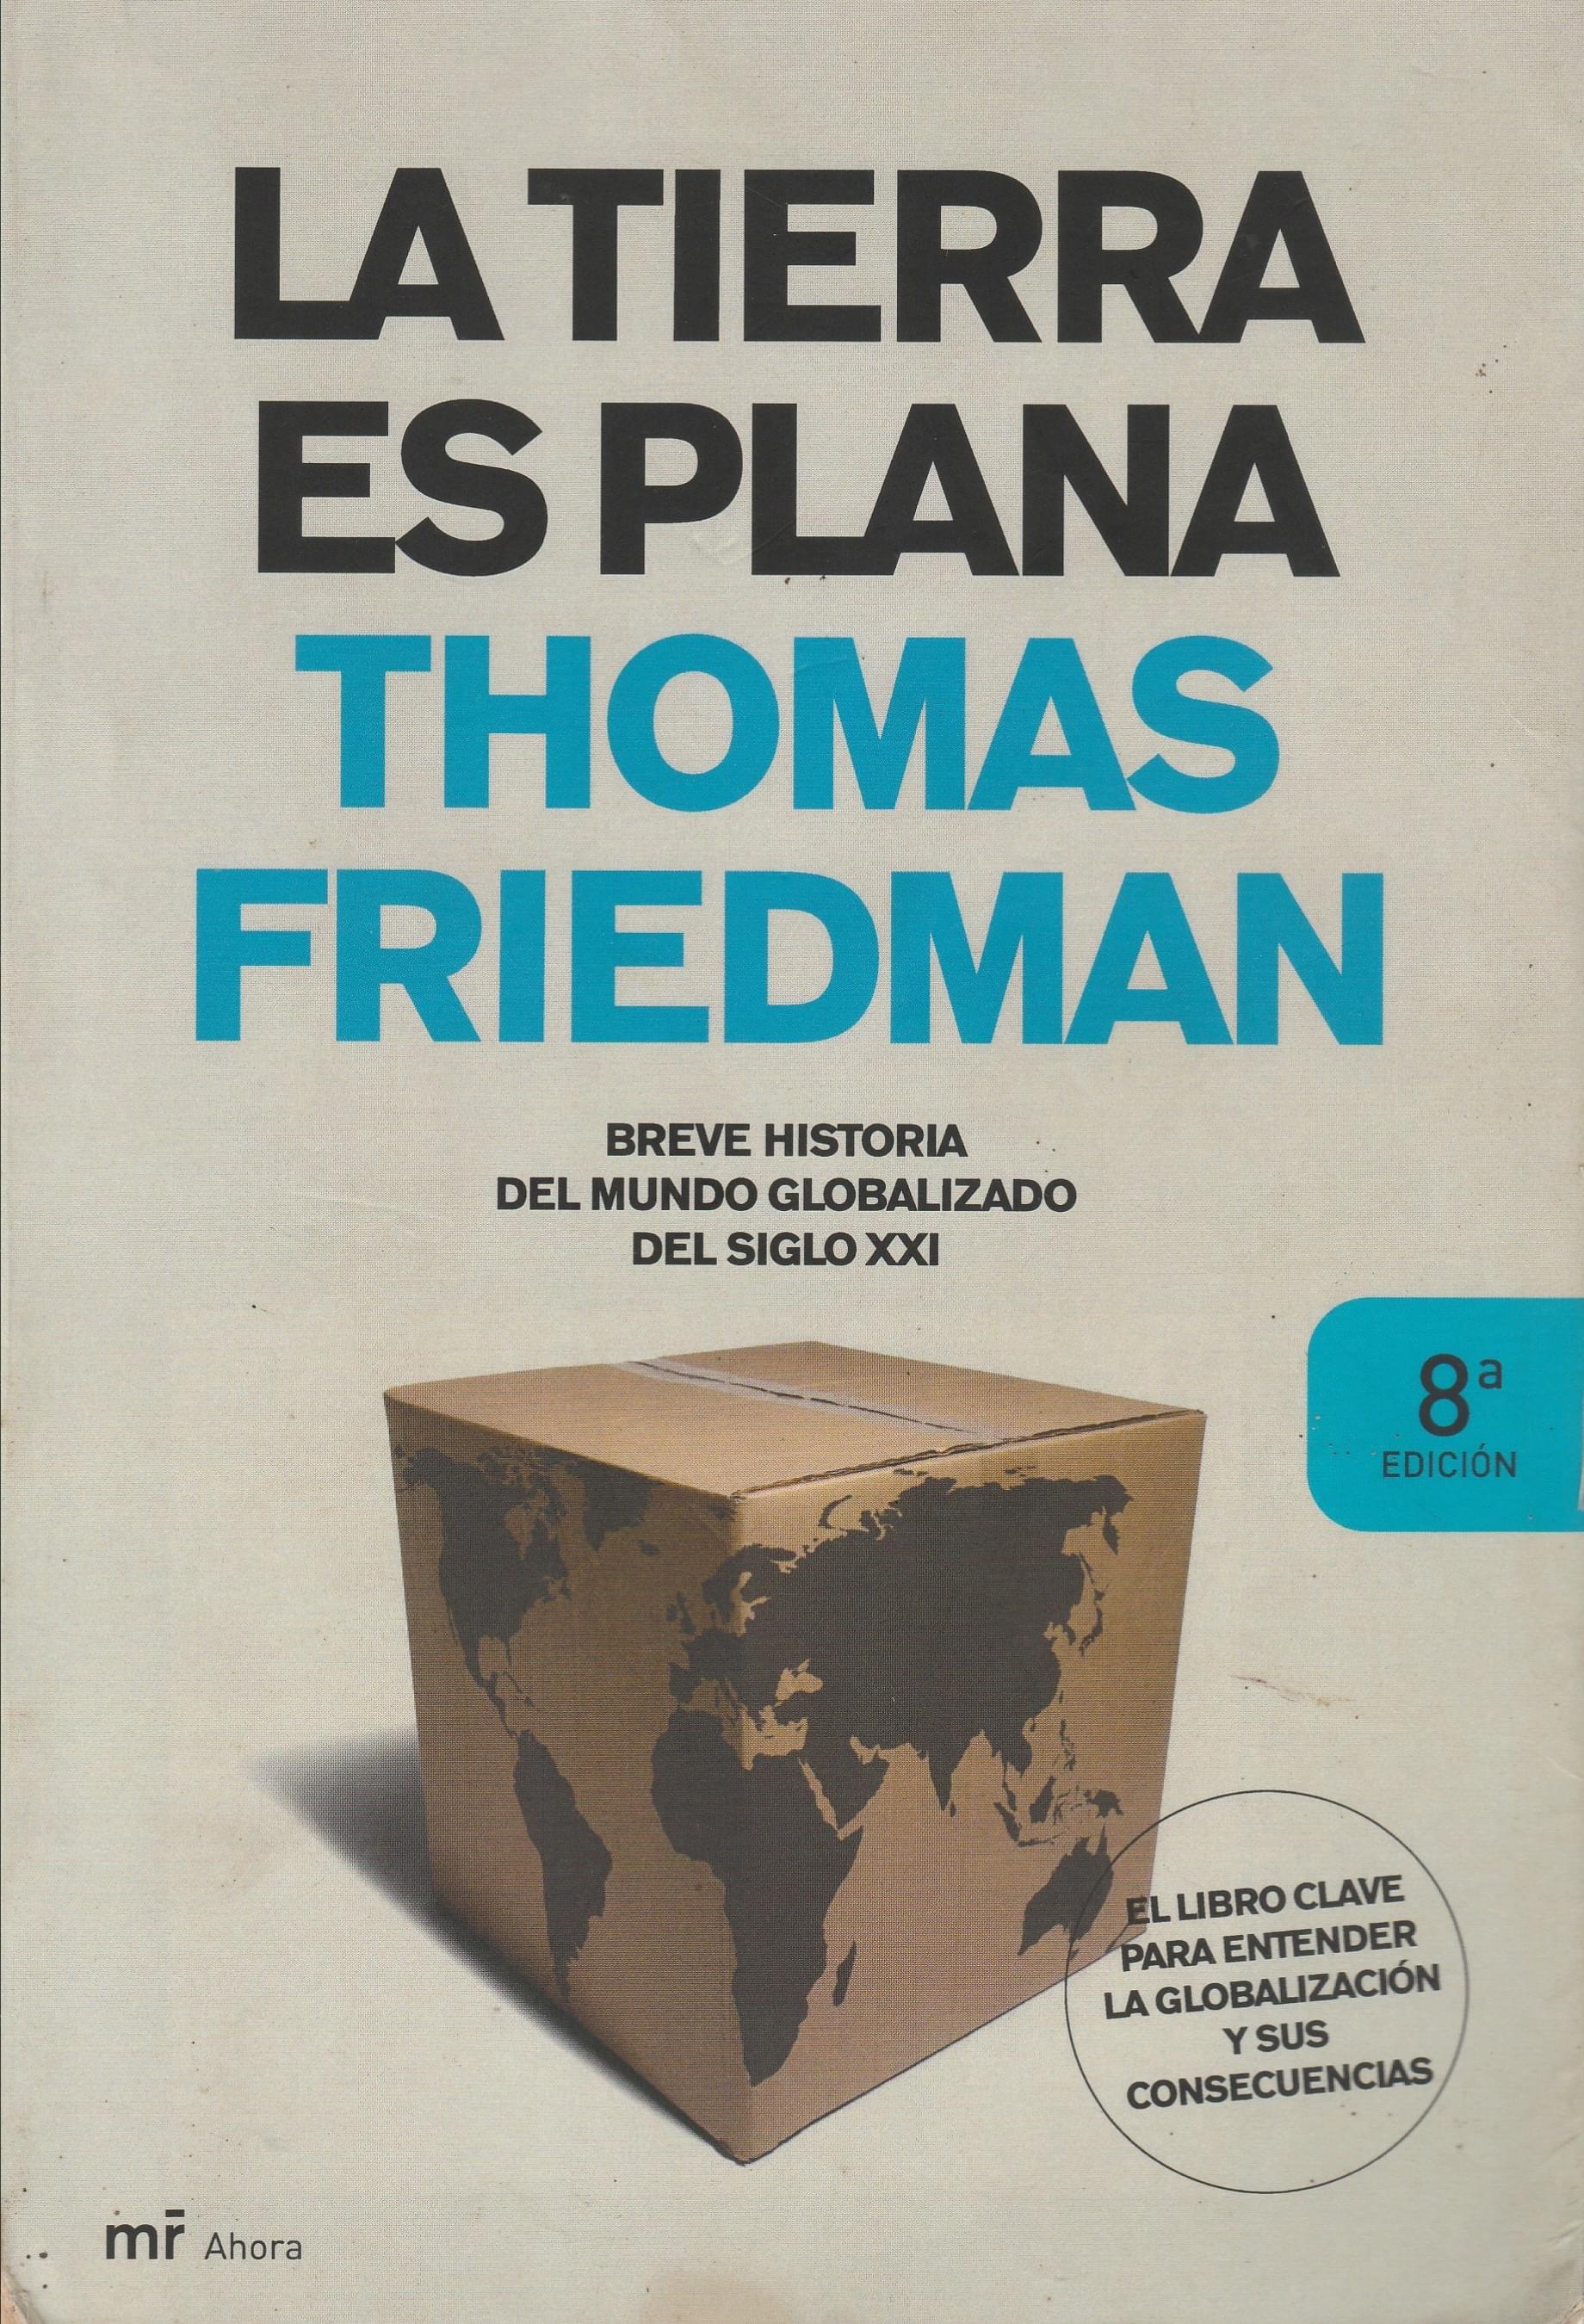 LA TIERRA
ES PLANA
THOMAS
FRIEDMAN
BREVE HISTORIA
DEL MUNDO GLOBALIZADO
DEL SIGLO XXI
8ª
EDICIÓN
EL LIBRO CLAVE
PARA ENTENDER
LA GLOBALIZACIÓN
Y SUS
CONSECUENCIAS
mr̄ Ahora